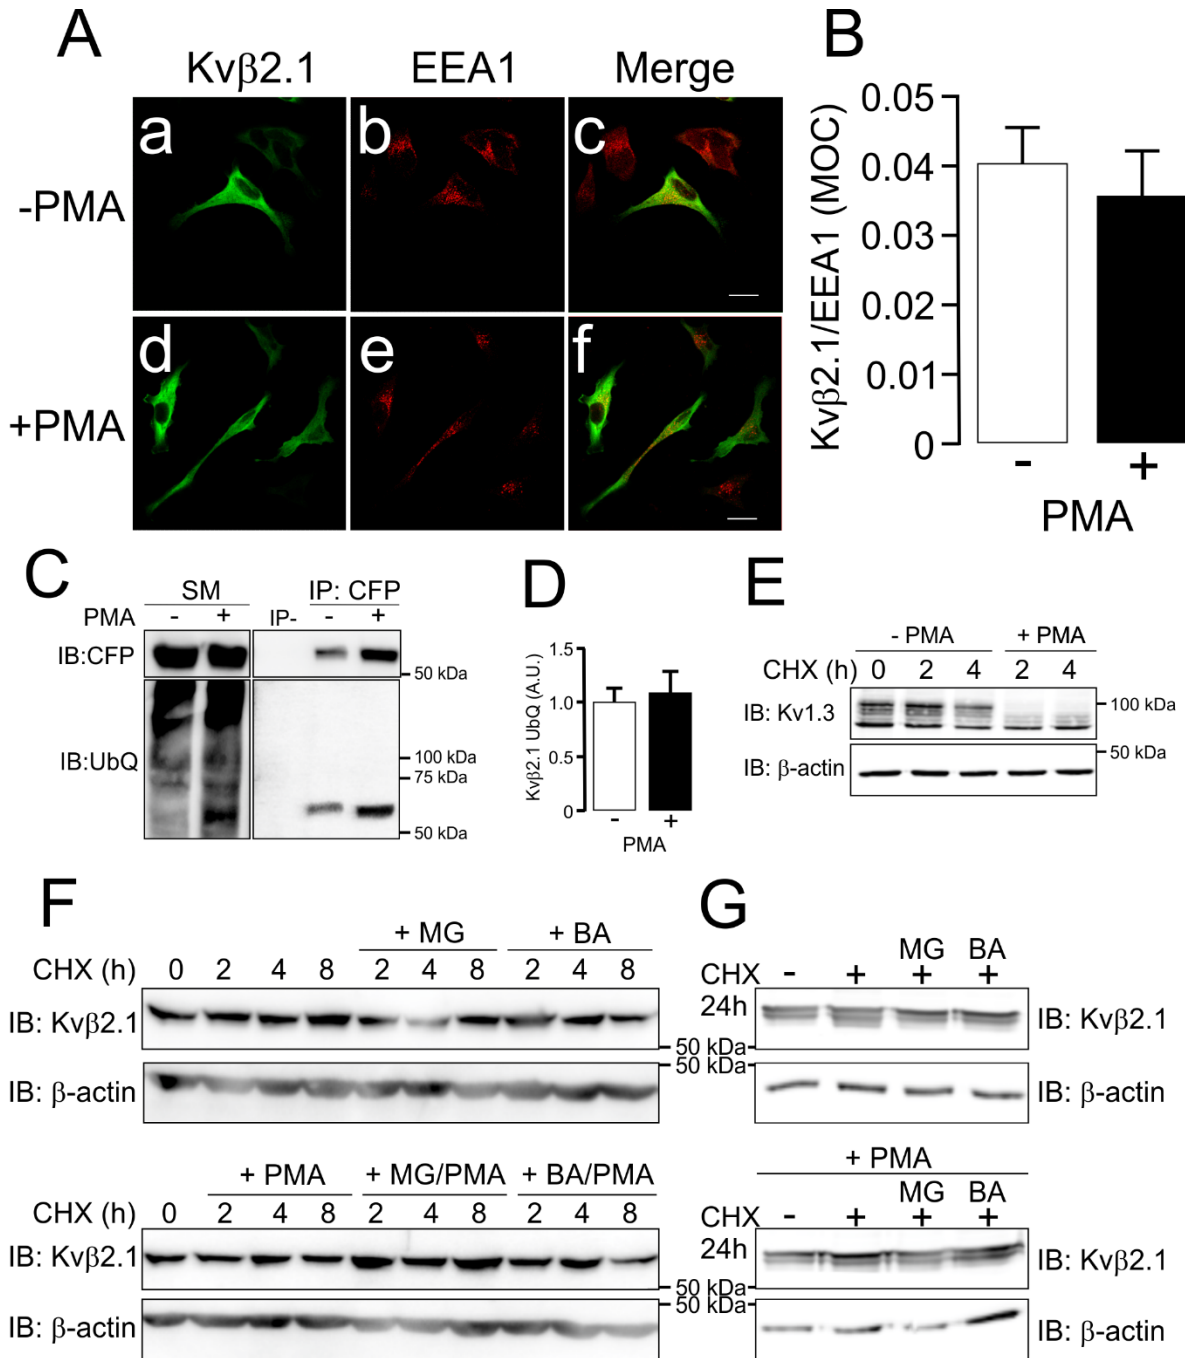 A
Kvβ2.1 EEA1 Merge
-PMA
a b c
+PMA
d e f
B
Kvβ2.1/EEA1 (MOC)
0.05
0.04
0.03
0.02
0.01
0
- +
PMA
C
SM IP: CFP
PMA - + IP- - +
IB:CFP
50 kDa
IB:UbQ
100 kDa
75 kDa
50 kDa
D
Kvβ2.1 UbQ (A.U.)
1.5
1.0
0.5
0
- +
PMA
E
- PMA + PMA
CHX (h) 0 2 4 2 4
IB: Kv1.3
100 kDa
50 kDa
IB: β-actin
F
+ MG + BA
CHX (h) 0 2 4 8 2 4 8 2 4 8
IB: Kvβ2.1
50 kDa
50 kDa
IB: β-actin
+ PMA + MG/PMA + BA/PMA
CHX (h) 0 2 4 8 2 4 8 2 4 8
IB: Kvβ2.1
50 kDa
50 kDa
IB: β-actin
G
MG BA
CHX - + + +
24h
IB: Kvβ2.1
IB: β-actin
+ PMA
MG BA
CHX - + + +
24h
IB: Kvβ2.1
IB: β-actin